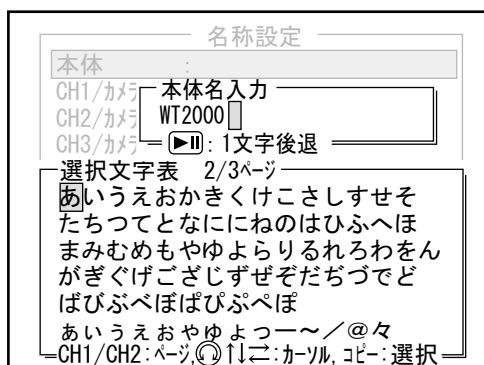 名称設定
本体 :
CH1/ｶﾒﾗ
本体名入力
CH2/ｶﾒﾗ
WT2000
CH3/ｶﾒﾗ
: 1文字後退
選択文字表 2/3ﾍﾟｰｼﾞ
あいうえおかきくけこさしすせそ
たちつてとなににねのはひふへほ
まみむめもやゆよらりるれろわをん
がぎぐげござじずぜぞだぢづでど
ばびぶべぼぱぴぷぺぽ
ぁぃぅぇぉゃゅょっー～／@々
CH1/CH2:ﾍﾟｰｼﾞ, ↑↓⇄:ｶｰｿﾙ, ｺﾋﾟｰ:選択